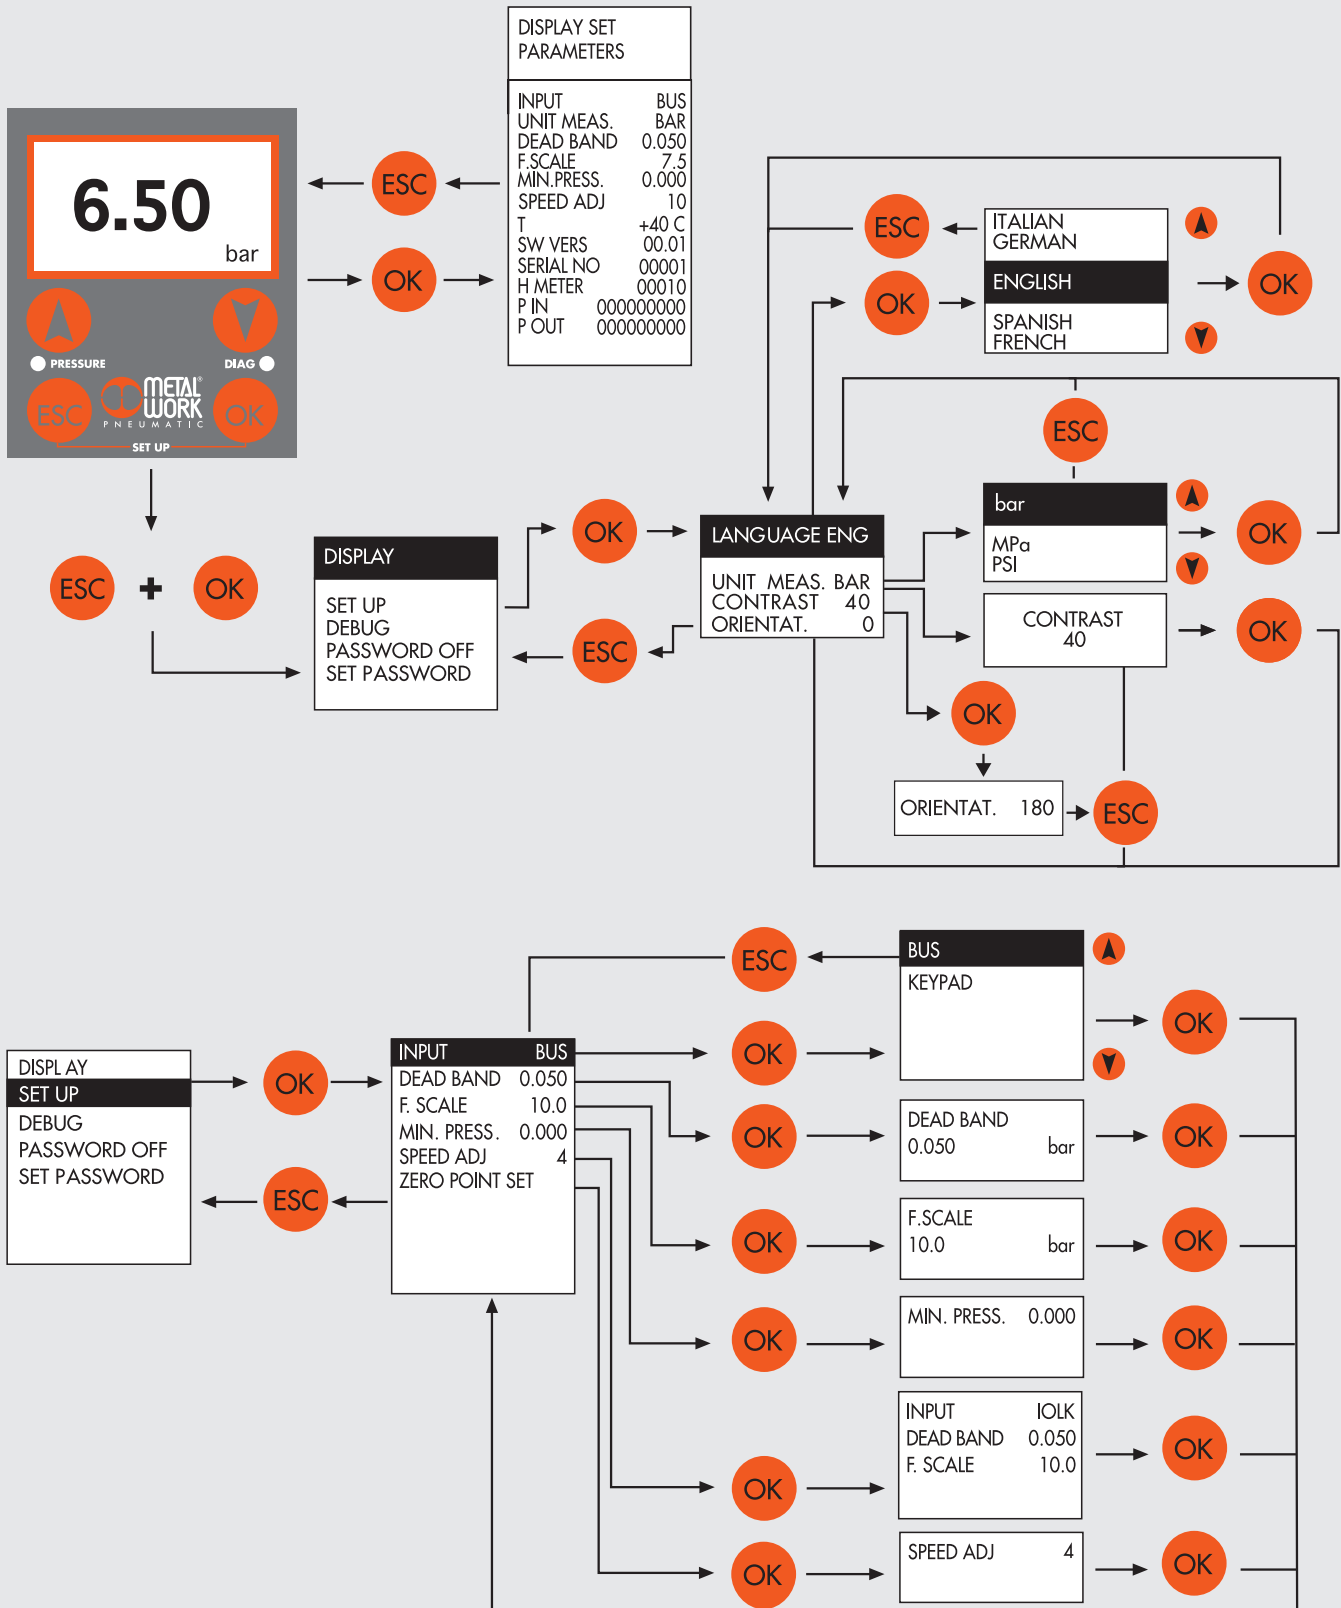 DISPLAY SET
PARAMETERS
INPUT BUS
UNIT MEAS. BAR
DEAD BAND 0.050
F.SCALE 7.5
MIN.PRESS. 0.000
SPEED ADJ 10
T +40 C
SW VERS 00.01
SERIAL NO 00001
H METER 00010
P IN 000000000
P OUT 000000000
6.50
bar
PRESSURE
DIAG
ESC
METAL®
WORK
PNEUMATIC
OK
SET UP
ESC
OK
ESC
OK
ITALIAN
GERMAN
ENGLISH
SPANISH
FRENCH
OK
ESC
bar
MPa
PSI
OK
ESC
+
OK
DISPLAY
SET UP
DEBUG
PASSWORD OFF
SET PASSWORD
OK
ESC
LANGUAGE ENG
UNIT MEAS. BAR
CONTRAST 40
ORIENTAT. 0
CONTRAST
40
OK
OK
ORIENTAT. 180
ESC
DISPL AY
SET UP
DEBUG
PASSWORD OFF
SET PASSWORD
OK
ESC
INPUT BUS
DEAD BAND 0.050
F. SCALE 10.0
MIN. PRESS. 0.000
SPEED ADJ 4
ZERO POINT SET
ESC
OK
BUS
KEYPAD
OK
OK
DEAD BAND
0.050 bar
OK
OK
F.SCALE
10.0 bar
OK
OK
MIN. PRESS. 0.000
OK
OK
INPUT IOLK
DEAD BAND 0.050
F. SCALE 10.0
OK
OK
SPEED ADJ 4
OK